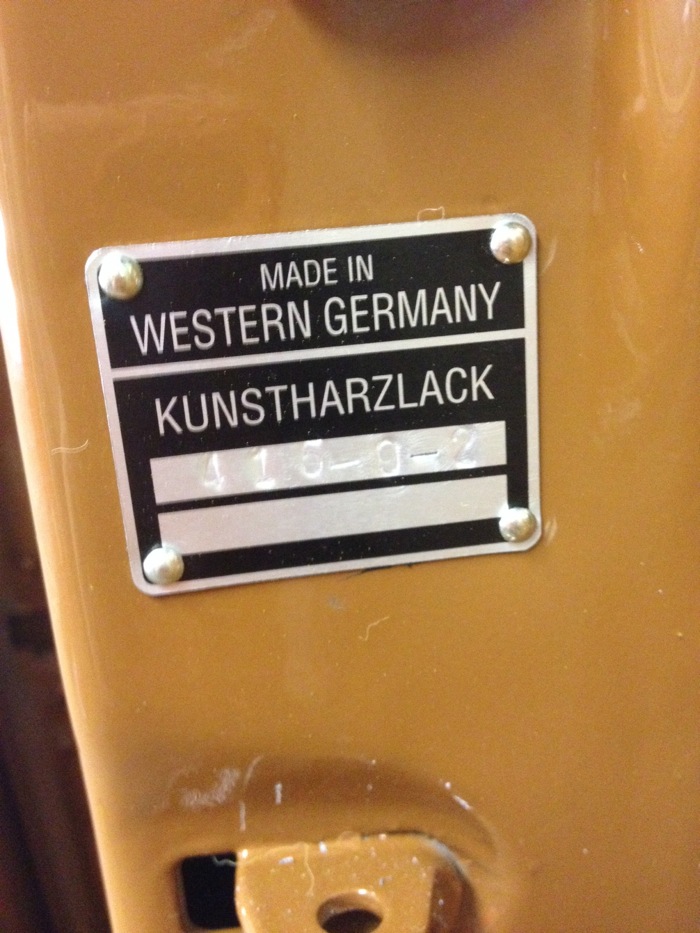 MADE IN
WESTERN GERMANY
KUNSTHARZLACK
416-9-2